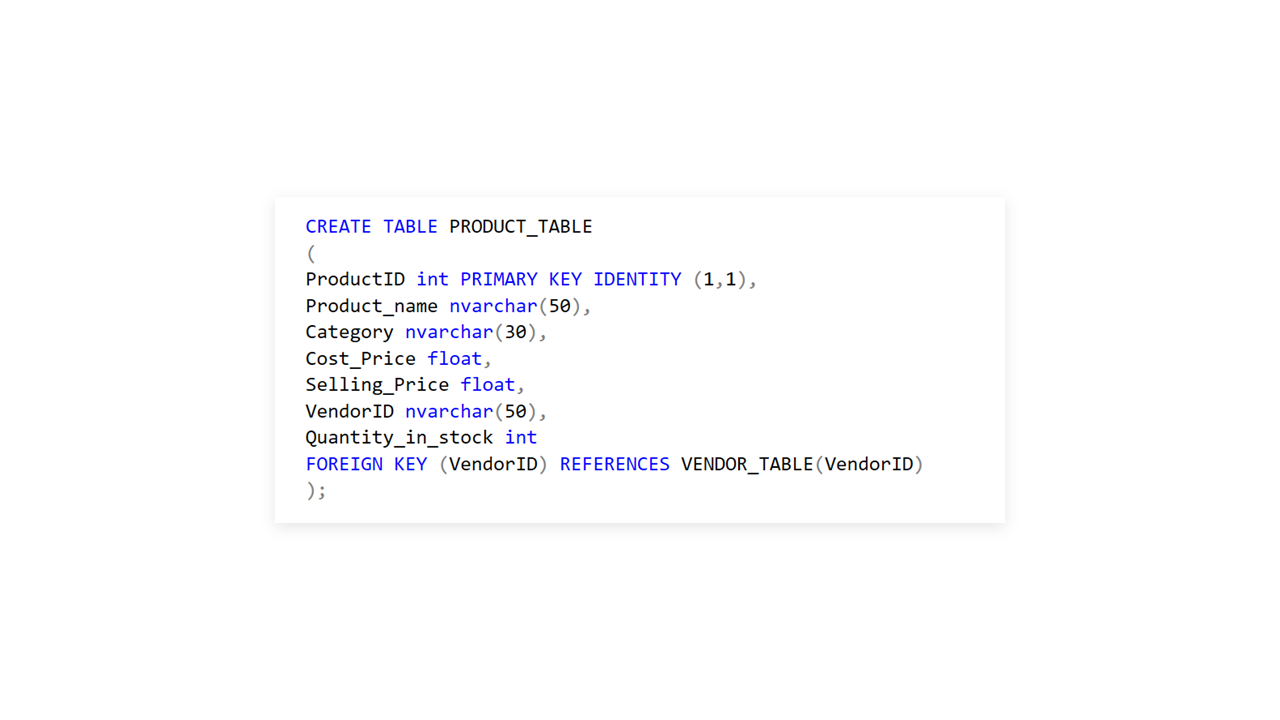 CREATE TABLE PRODUCT_TABLE
(
ProductID int PRIMARY KEY IDENTITY (1,1),
Product_name nvarchar(50),
Category nvarchar(30),
Cost_Price float,
Selling_Price float,
VendorID nvarchar(50),
Quantity_in_stock int
FOREIGN KEY (VendorID) REFERENCES VENDOR_TABLE(VendorID)
);